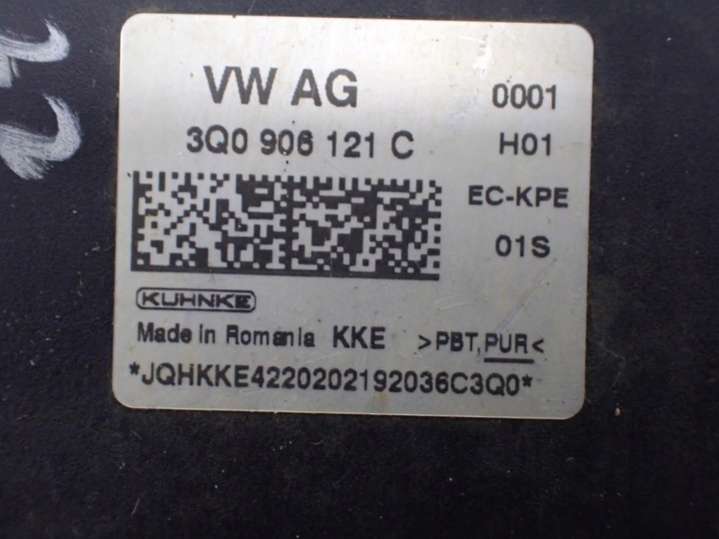 VW AG 0001
3Q0 906 121 C H01
EC-KPE
01S
KUHNKE
Made in Romania KKE >PBT,PUR<
*JQHKKE4220202192036C3Q0*